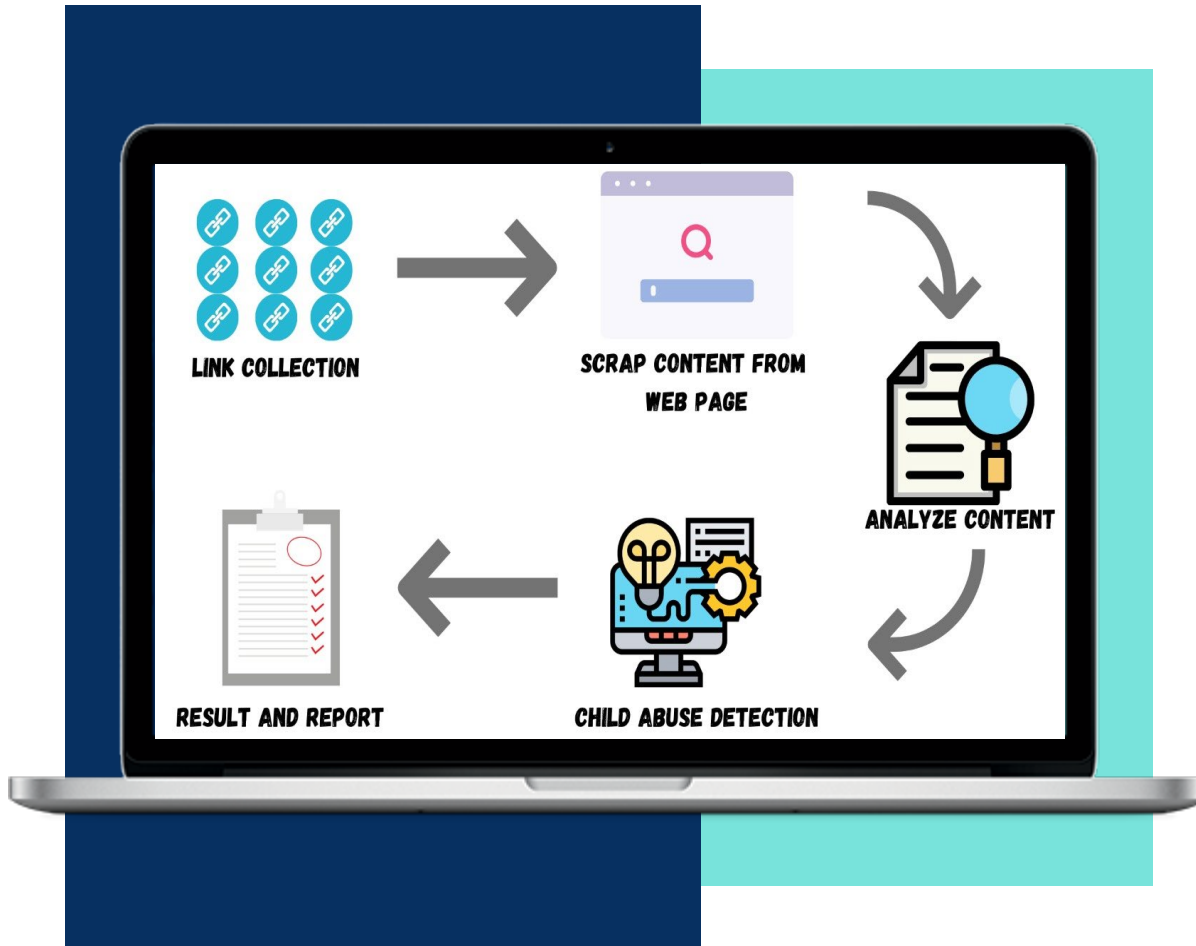 LINK COLLECTION
SCRAP CONTENT FROM
WEB PAGE
ANALYZE CONTENT
CHILD ABUSE DETECTION
RESULT AND REPORT